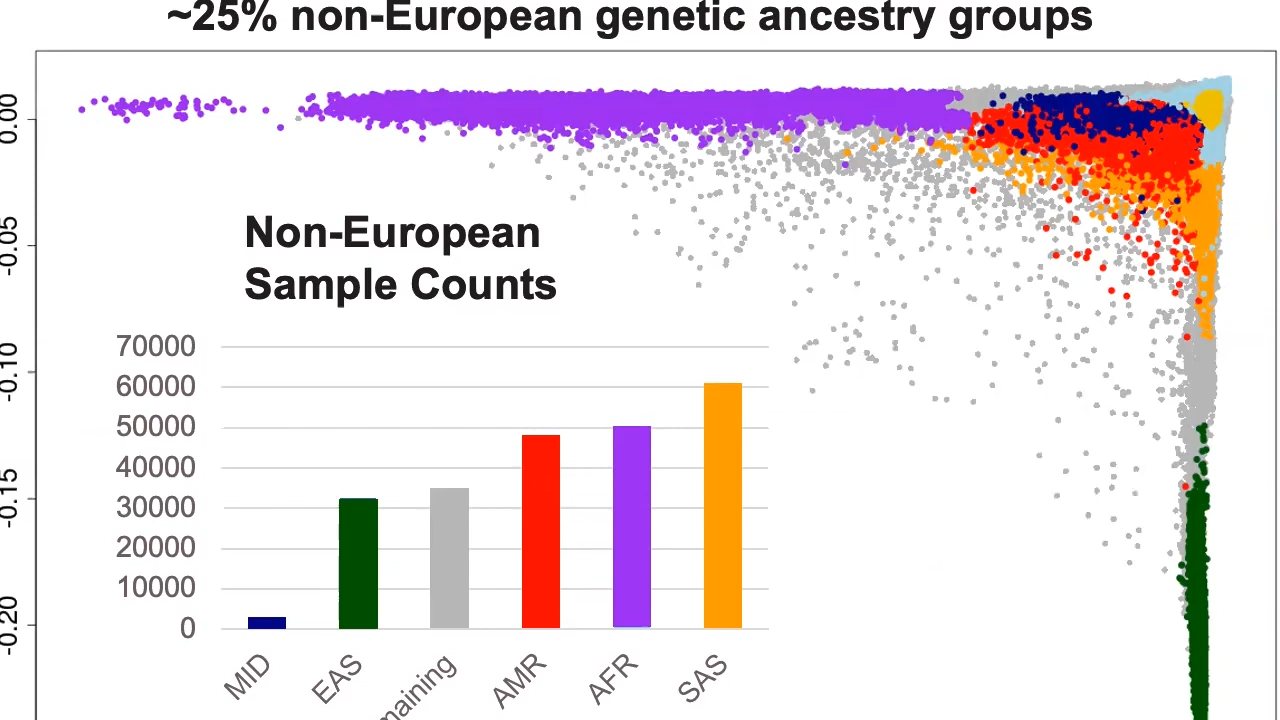 ~25% non-European genetic ancestry groups
0.00
-0.05
-0.10
-0.15
-0.20
Non-European
Sample Counts
70000
60000
50000
40000
30000
20000
10000
0
MID
EAS
maining
AMR
AFR
SAS